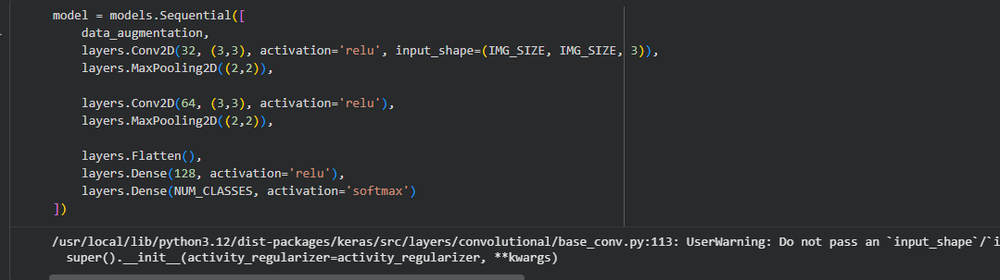 model = models.Sequential([
    data_augmentation,
    layers.Conv2D(32, (3,3), activation='relu', input_shape=(IMG_SIZE, IMG_SIZE, 3)),
    layers.MaxPooling2D((2,2)),

    layers.Conv2D(64, (3,3), activation='relu'),
    layers.MaxPooling2D((2,2)),

    layers.Flatten(),
    layers.Dense(128, activation='relu'),
    layers.Dense(NUM_CLASSES, activation='softmax')
])
/usr/local/lib/python3.12/dist-packages/keras/src/layers/convolutional/base_conv.py:113: UserWarning: Do not pass an `input_shape`/`i
  super().__init__(activity_regularizer=activity_regularizer, **kwargs)